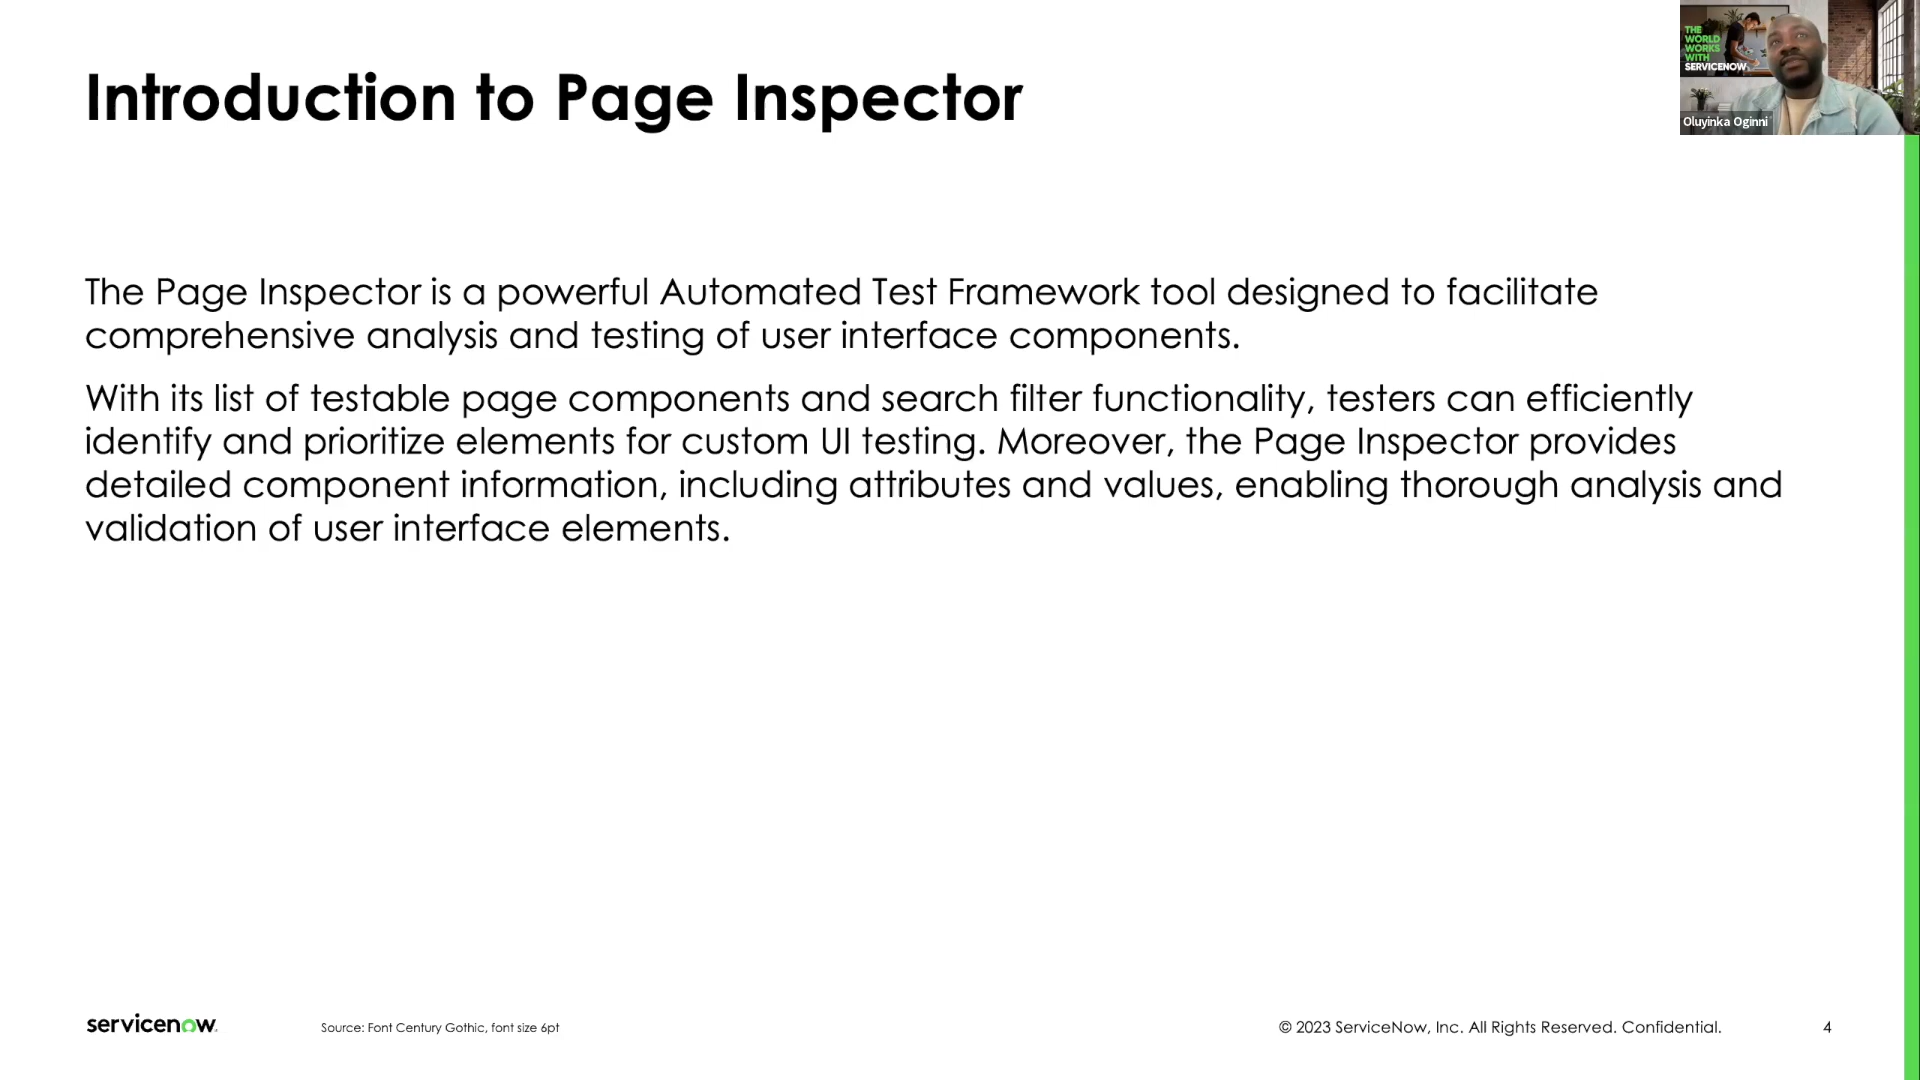 Introduction to Page Inspector
THE
WORLD
WORKS
WITH
SERVICENOW
Oluyinka Oginni
The Page Inspector is a powerful Automated Test Framework tool designed to facilitate
comprehensive analysis and testing of user interface components.
With its list of testable page components and search filter functionality, testers can efficiently
identify and prioritize elements for custom UI testing. Moreover, the Page Inspector provides
detailed component information, including attributes and values, enabling thorough analysis and
validation of user interface elements.
servicenow
Source: Font Century Gothic, font size 6pt
© 2023 ServiceNow, Inc. All Rights Reserved. Confidential.
4